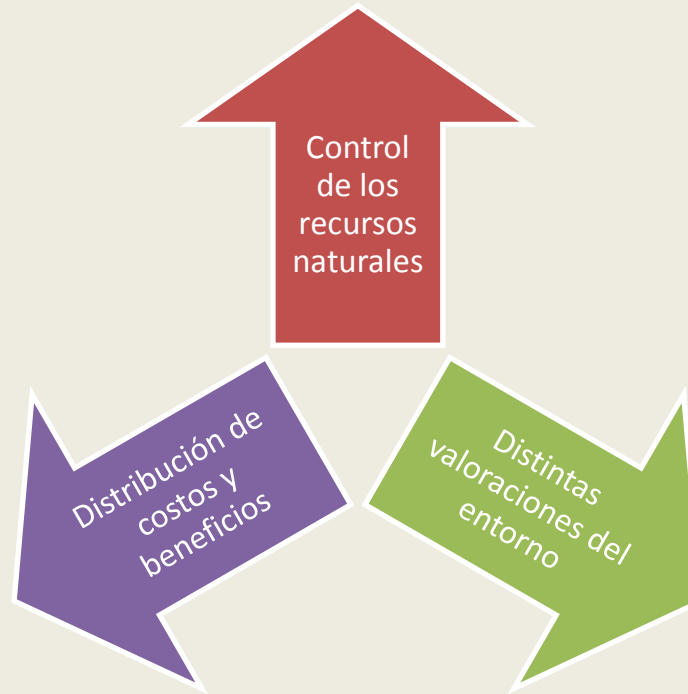 Control
de los
recursos
naturales
Distribución de
costos y
beneficios
Distintas
valoraciones del
entorno